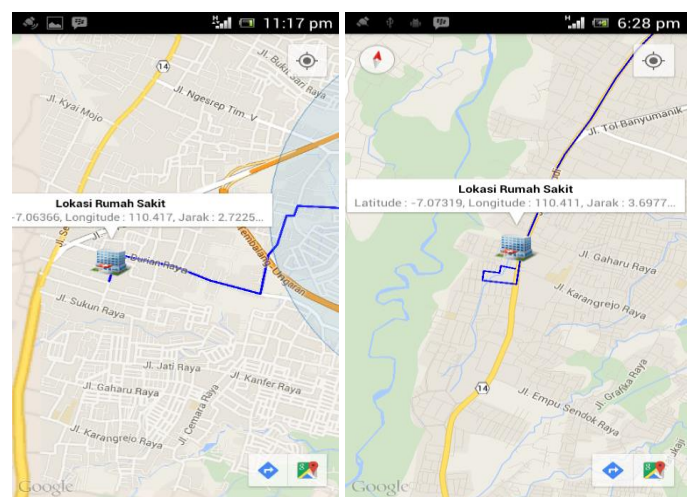 11:17 pm
14
Jl. Bukit Sari Raya
Jl. Ngesrep Tim. V
Jl. Kyai Mojo
Lokasi Rumah Sakit
-7.06366, Longitude : 110.417, Jarak : 2.7225...
Jl. Se
Tembalang-Ungaran
Durian Raya
Jl. Sukun Raya
Jl. Jati Raya
Jl. Kanfer Raya
Jl. Gaharu Raya
Jl. Cemara Raya
Jl. Karangrejo Raya
Google
H
6:28 pm
Jl. Tol Banyumanik
Lokasi Rumah Sakit
Latitude : -7.07319, Longitude : 110.411, Jarak : 3.6977...
Jl. Gaharu Raya
Jl. Karangrejo Raya
14
Jl. Grafika Raya
Jl. Empu Sendok Raya
Google